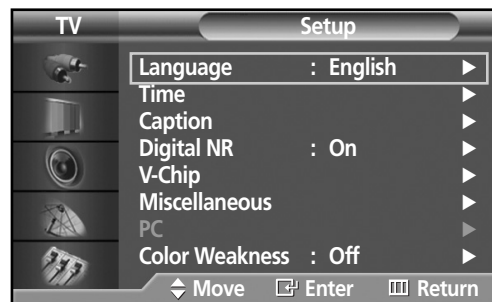 TV Setup
Language : English
Time
Caption
Digital NR : On
V-Chip
Miscellaneous
PC
Color Weakness : Off
Move Enter Return